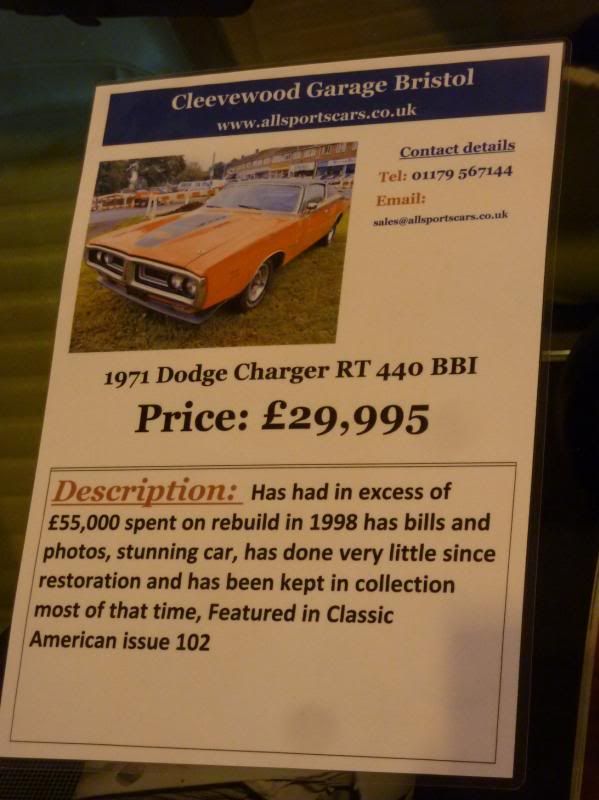 Cleevewood Garage Bristol
www.allsportscars.co.uk
Contact details
Tel: 01179 567144
Email:
sales@allsportscars.co.uk
1971 Dodge Charger RT 440 BBI
Price: £29,995
Description: Has had in excess of
£55,000 spent on rebuild in 1998 has bills and
photos, stunning car, has done very little since
restoration and has been kept in collection
most of that time, Featured in Classic
American issue 102